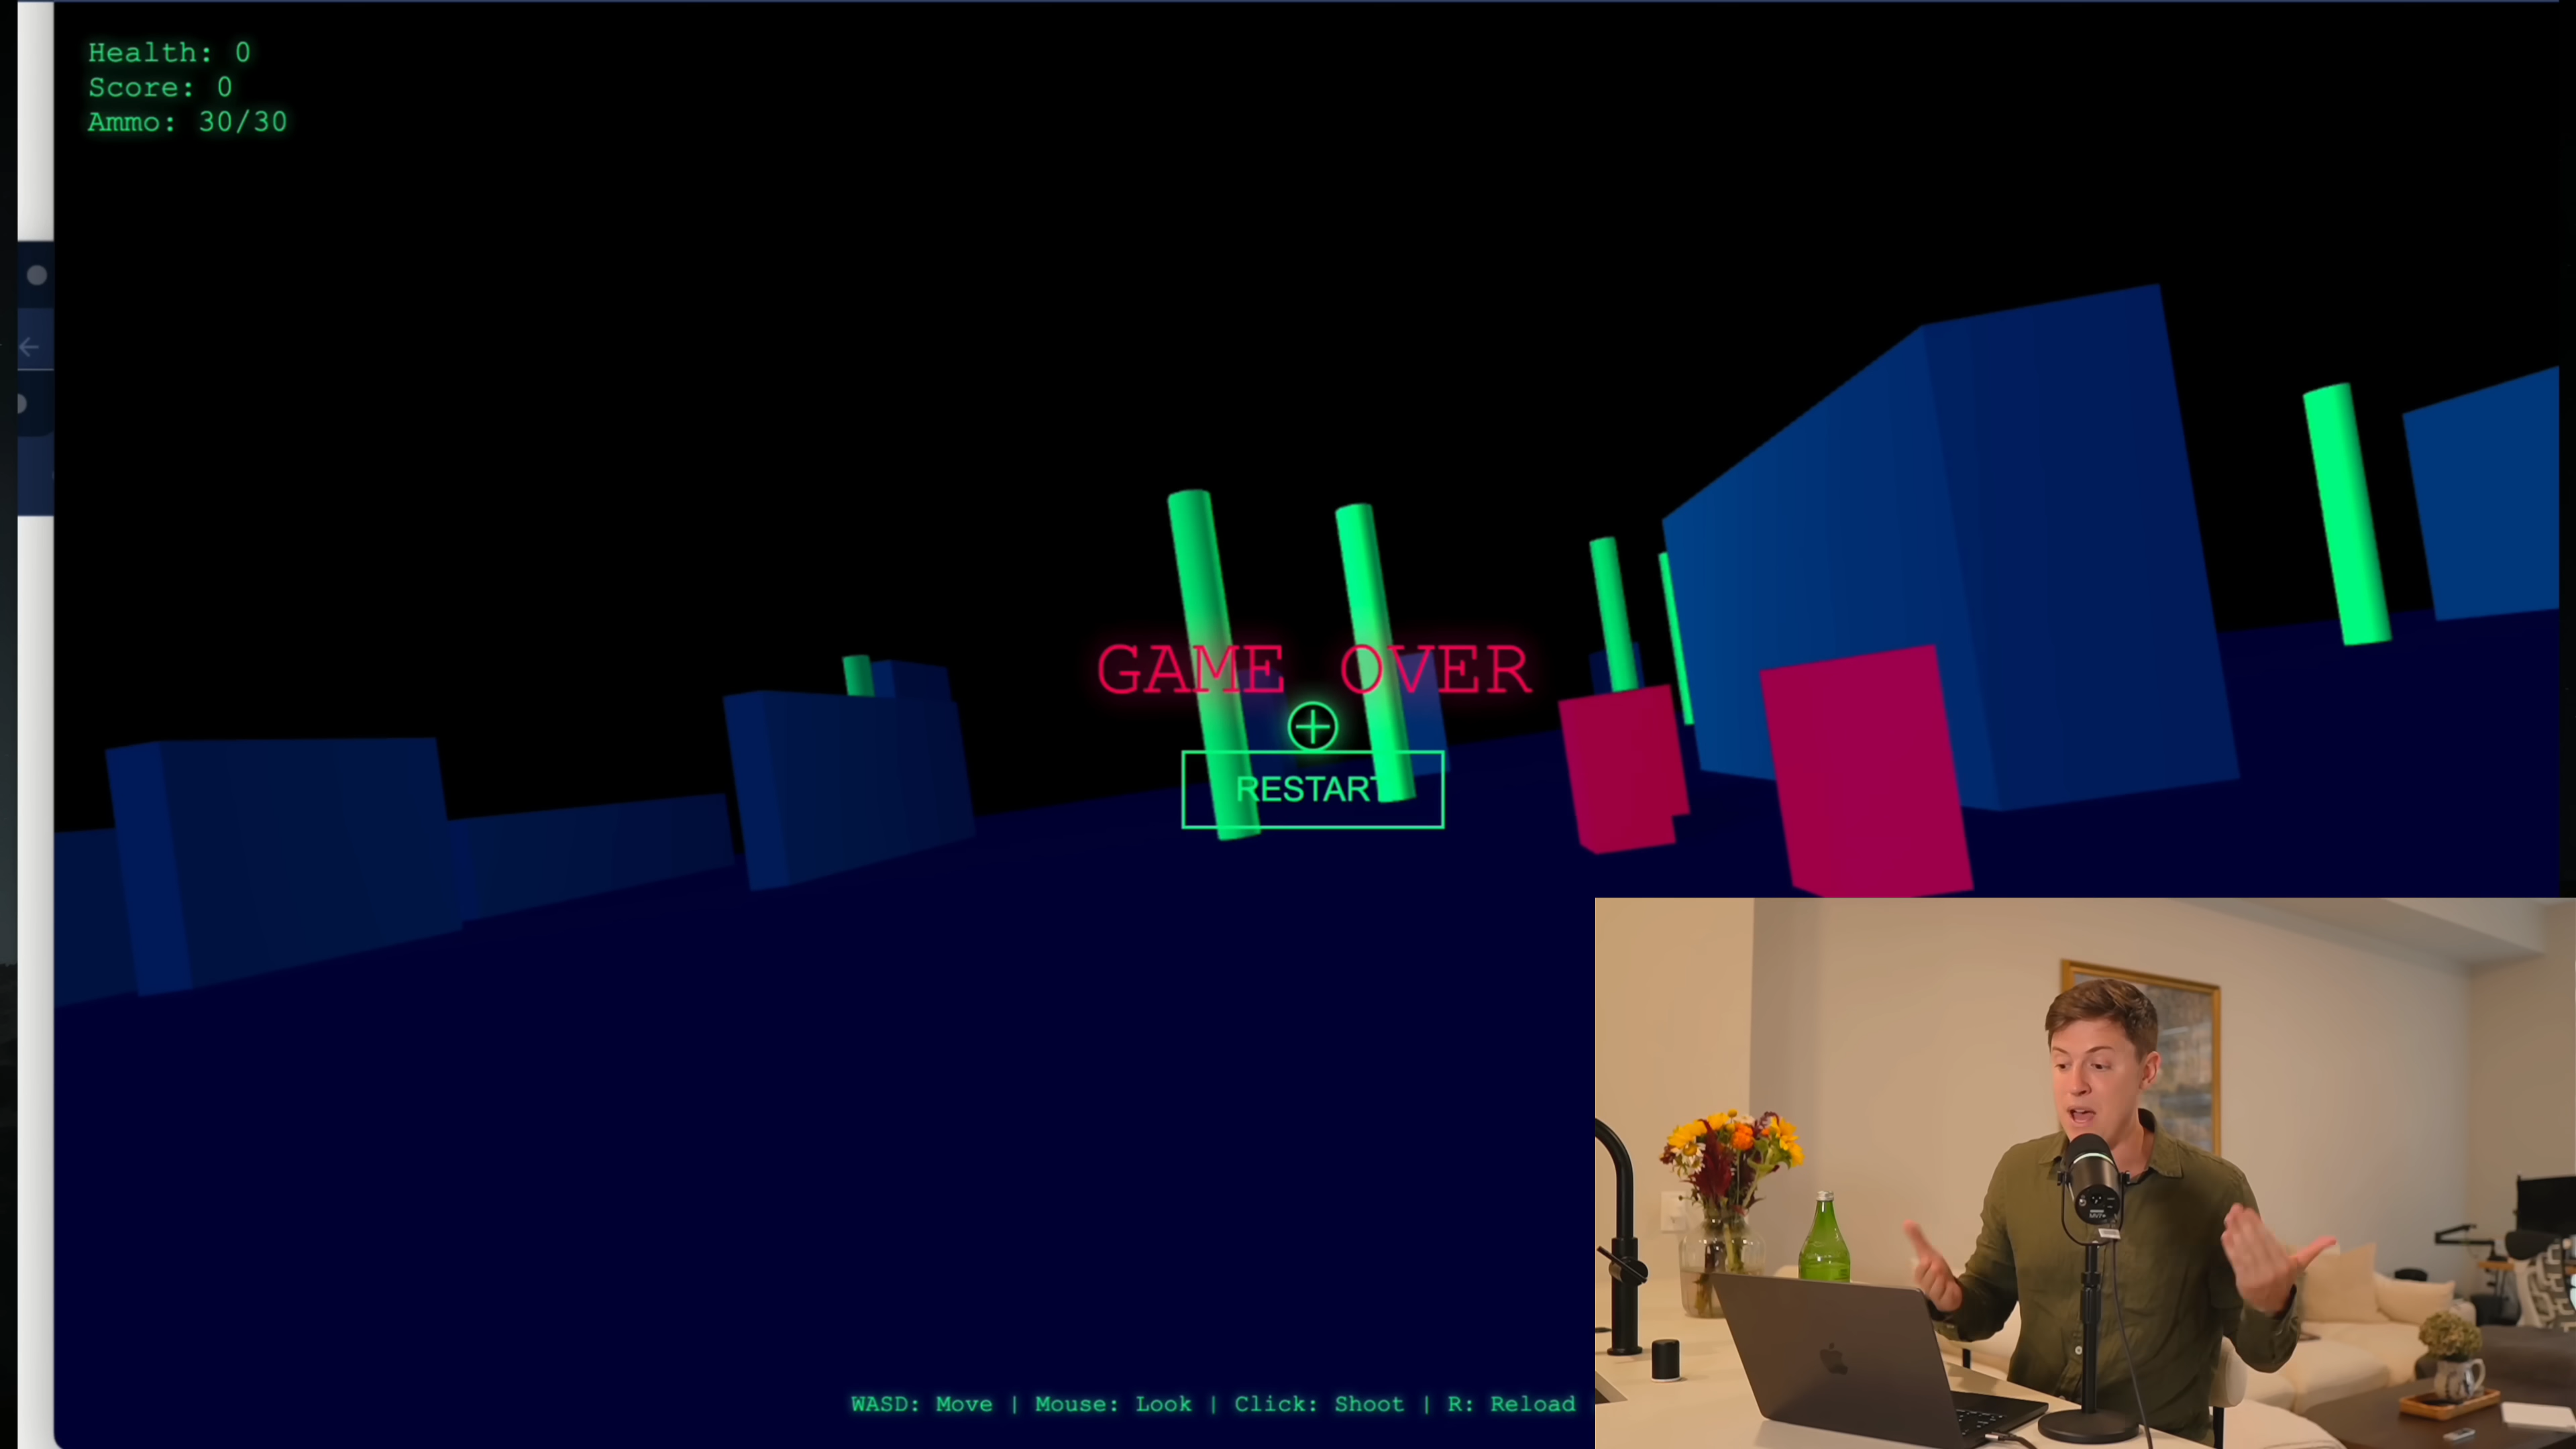 Health: 0
Score: 0
Ammo: 30/30
GAME OVER
RESTART
WASD: Move | Mouse: Look | Click: Shoot | R: Reload